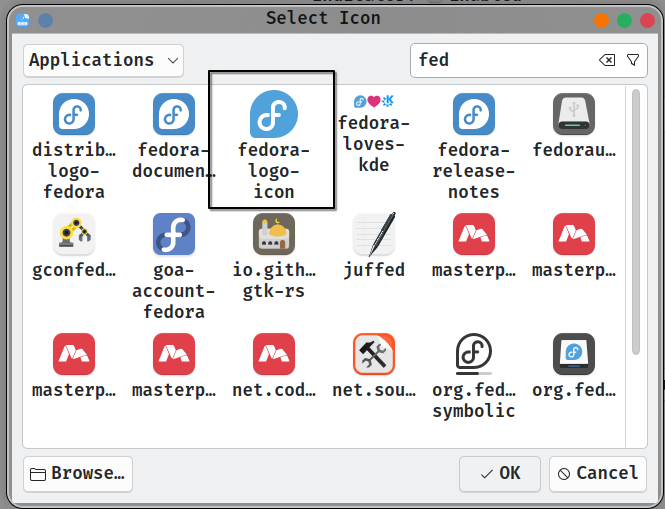 Select Icon
Applications
fed
distrib…
logo-
fedora
fedora-
documen…
fedora-
logo-
icon
fedora-
loves-
kde
fedora-
release-
notes
fedorau…
gconfed…
goa-
account-
fedora
io.gith…
gtk-rs
juffed
masterp…
masterp…
masterp…
masterp…
net.cod…
net.sou…
org.fed…
symbolic
org.fed…
Browse…
OK
Cancel